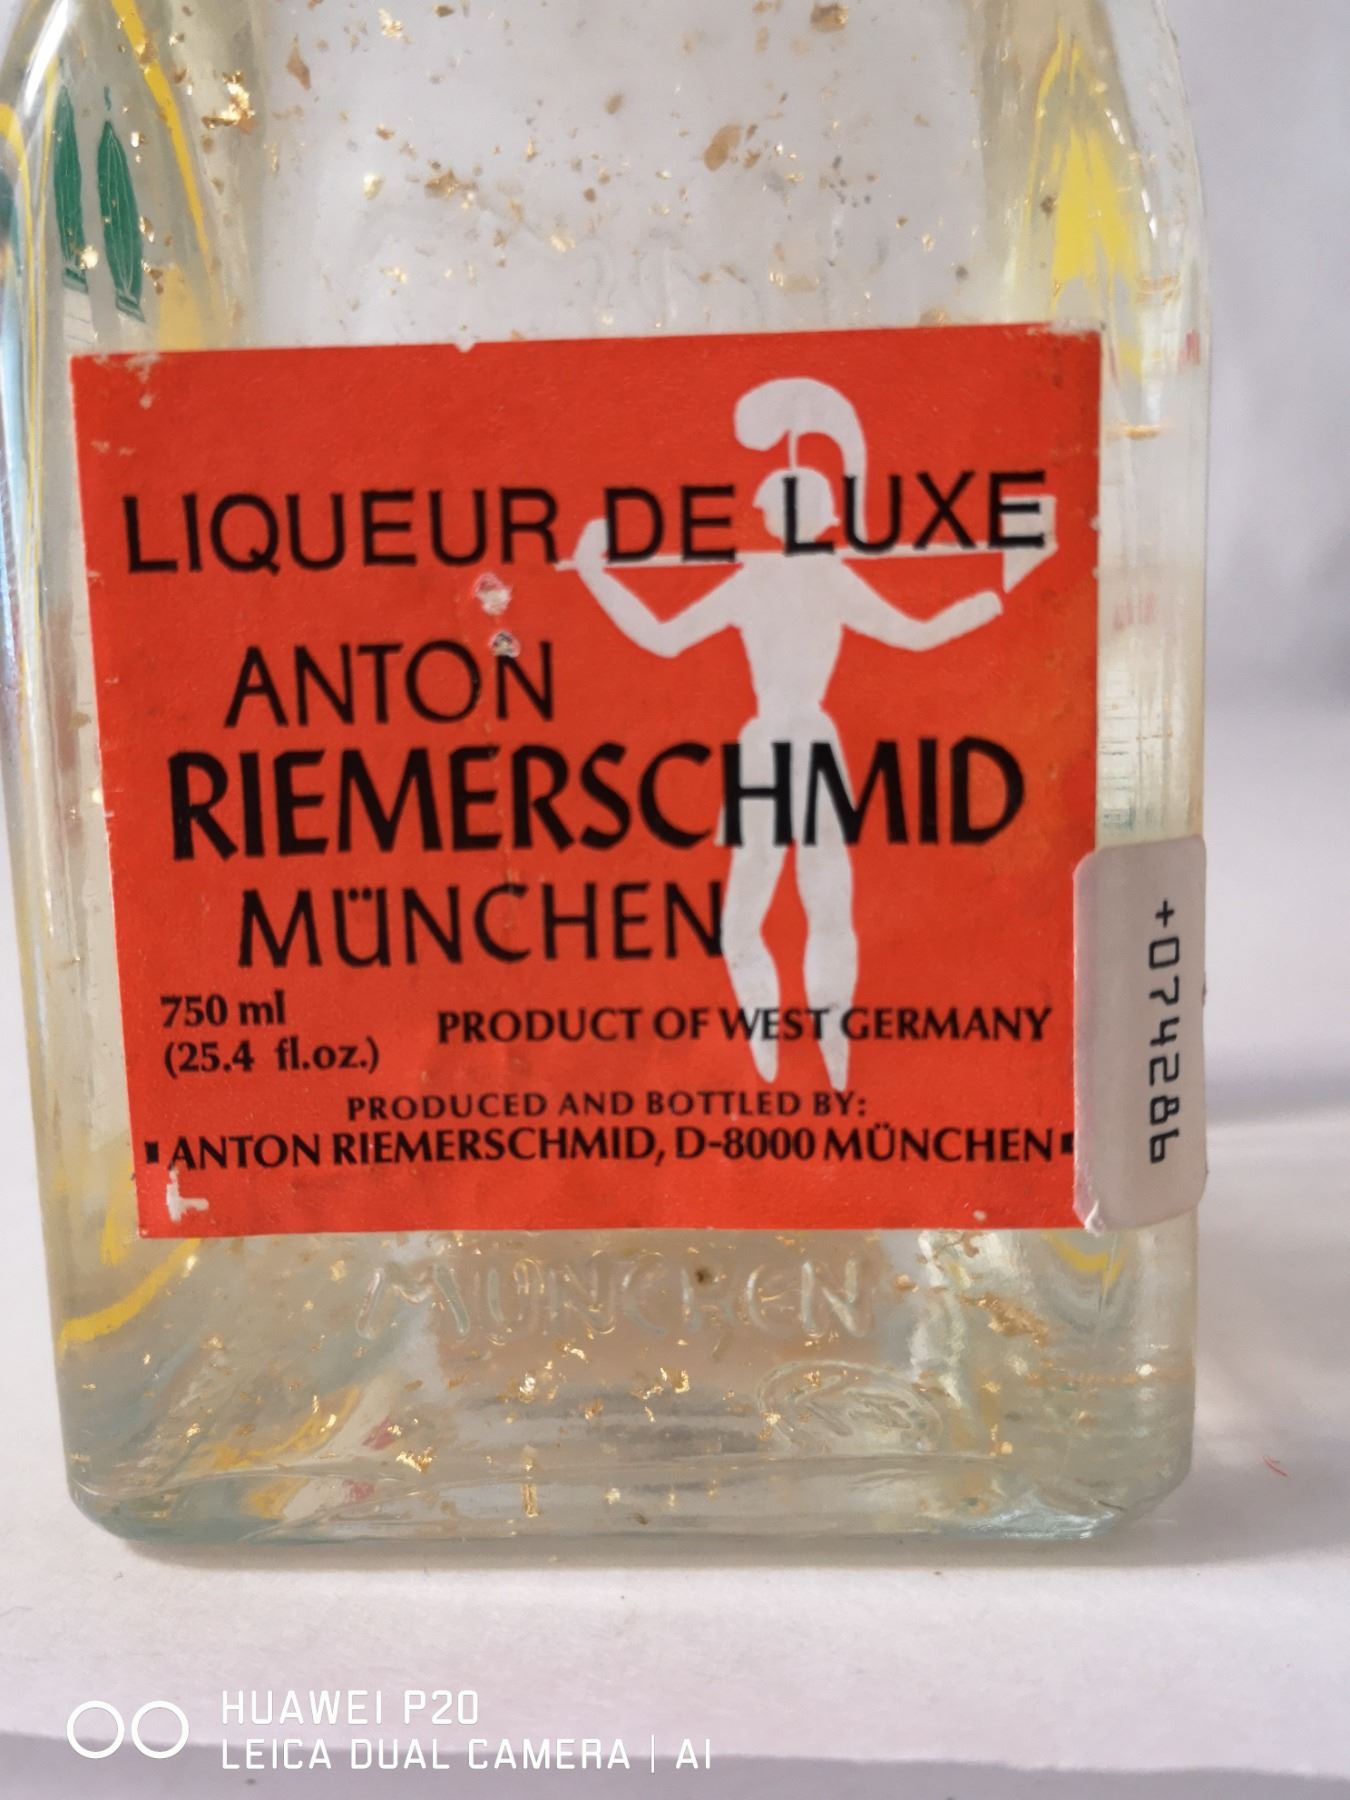 LIQUEUR DE LUXE
ANTON
RIEMERSCHMID
MÜNCHEN
750 ml
(25.4 fl.oz.)
PRODUCT OF WEST GERMANY
PRODUCED AND BOTTLED BY:
ANTON RIEMERSCHMID, D-8000 MÜNCHEN
+074286
MÜNCHEN
HUAWEI P20
LEICA DUAL CAMERA | AI